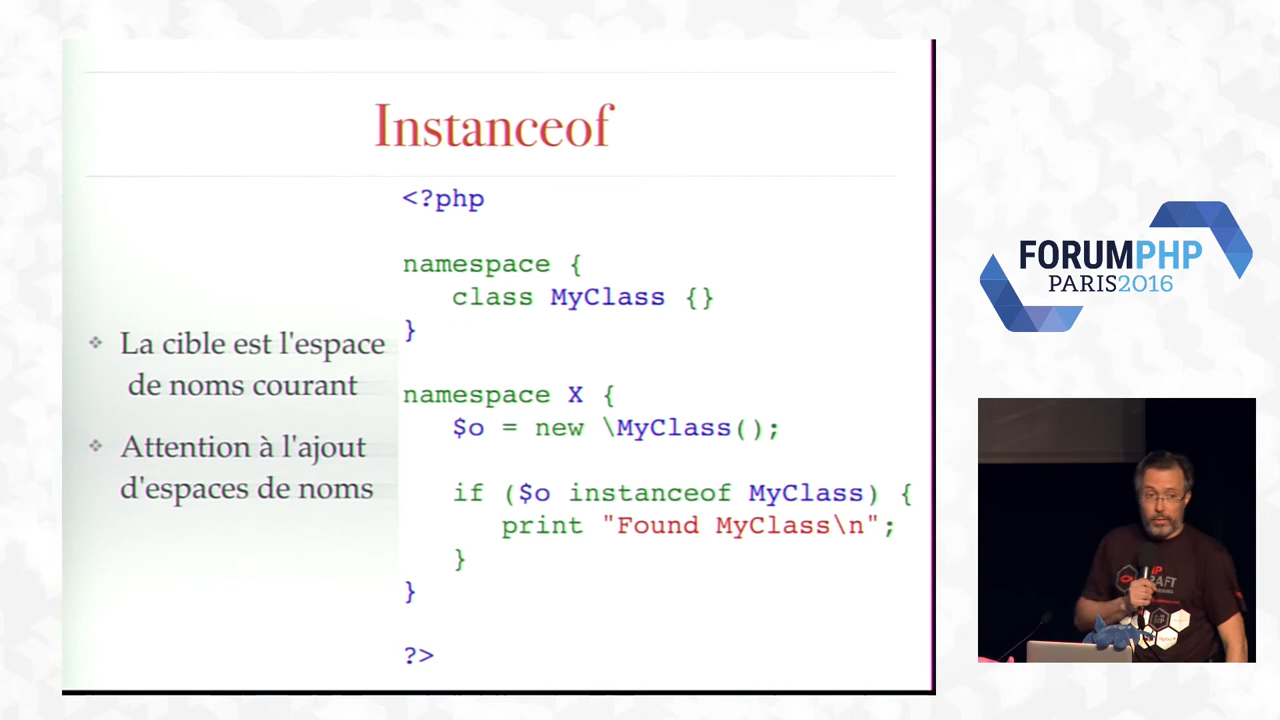 Instanceof
<?php
namespace {
class MyClass {}
}
La cible est l'espace
de noms courant
namespace X {
$o = new \MyClass();
Attention à l'ajout
d'espaces de noms
if ($o instanceof MyClass) {
print "Found MyClass\n";
}
}
?>
FORUMPHP
PARIS2016